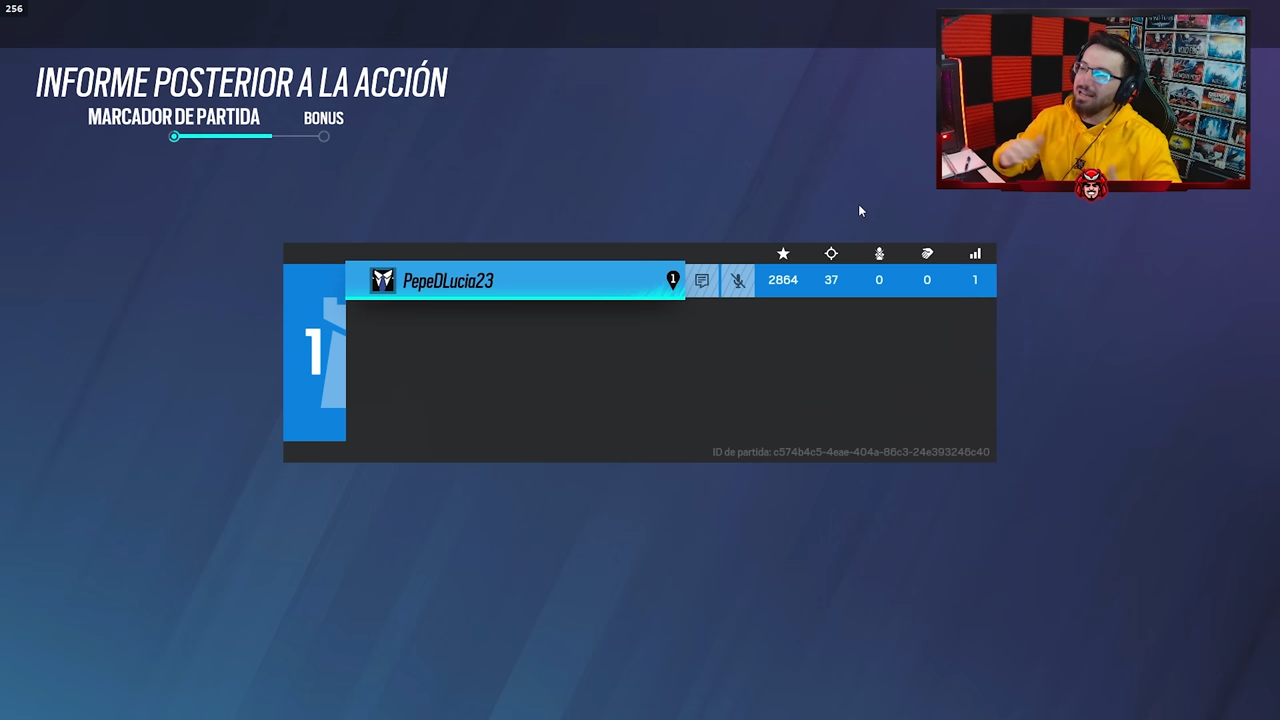 256
INFORME POSTERIOR A LA ACCIÓN
MARCADOR DE PARTIDA BONUS
PepeDLucia23 1 2864 37 0 0 1
1
ID de partida: c574b4c5-4eae-404a-86c3-24e393246c40